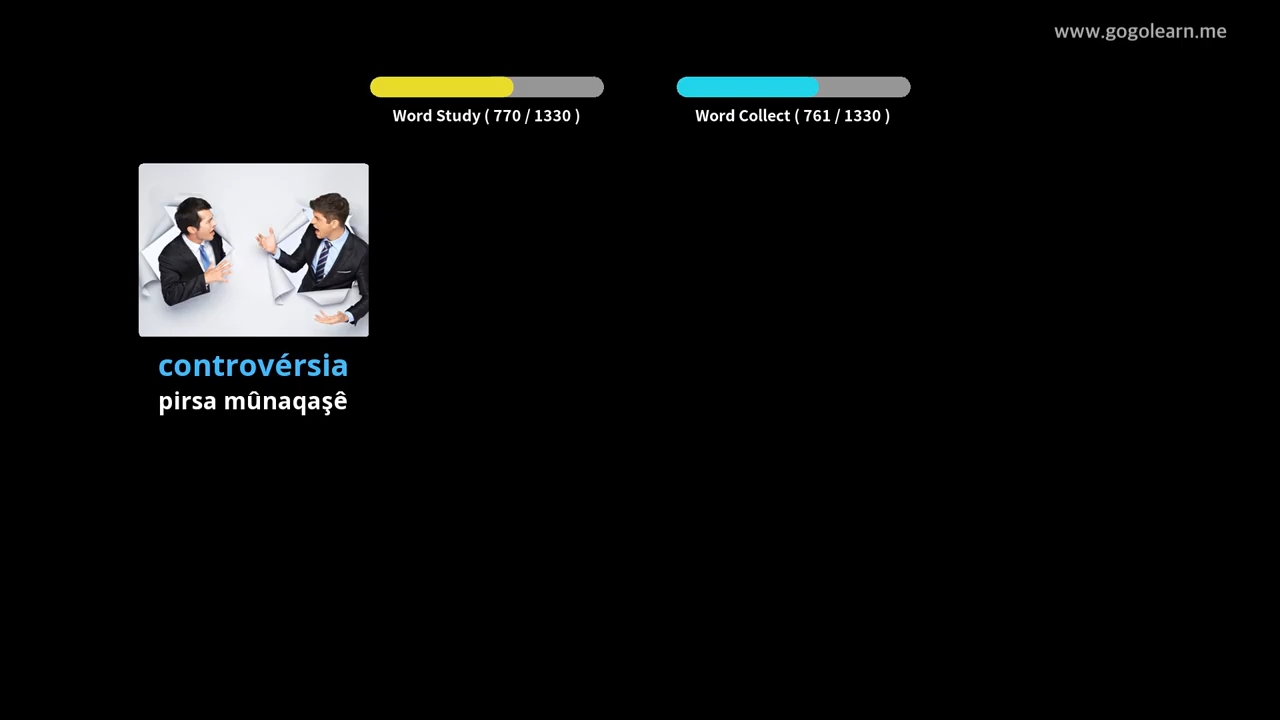 www.gogolearn.me
Word Study ( 770 / 1330 )
Word Collect ( 761 / 1330 )
controvérsia
pirsa mûnaqaşê